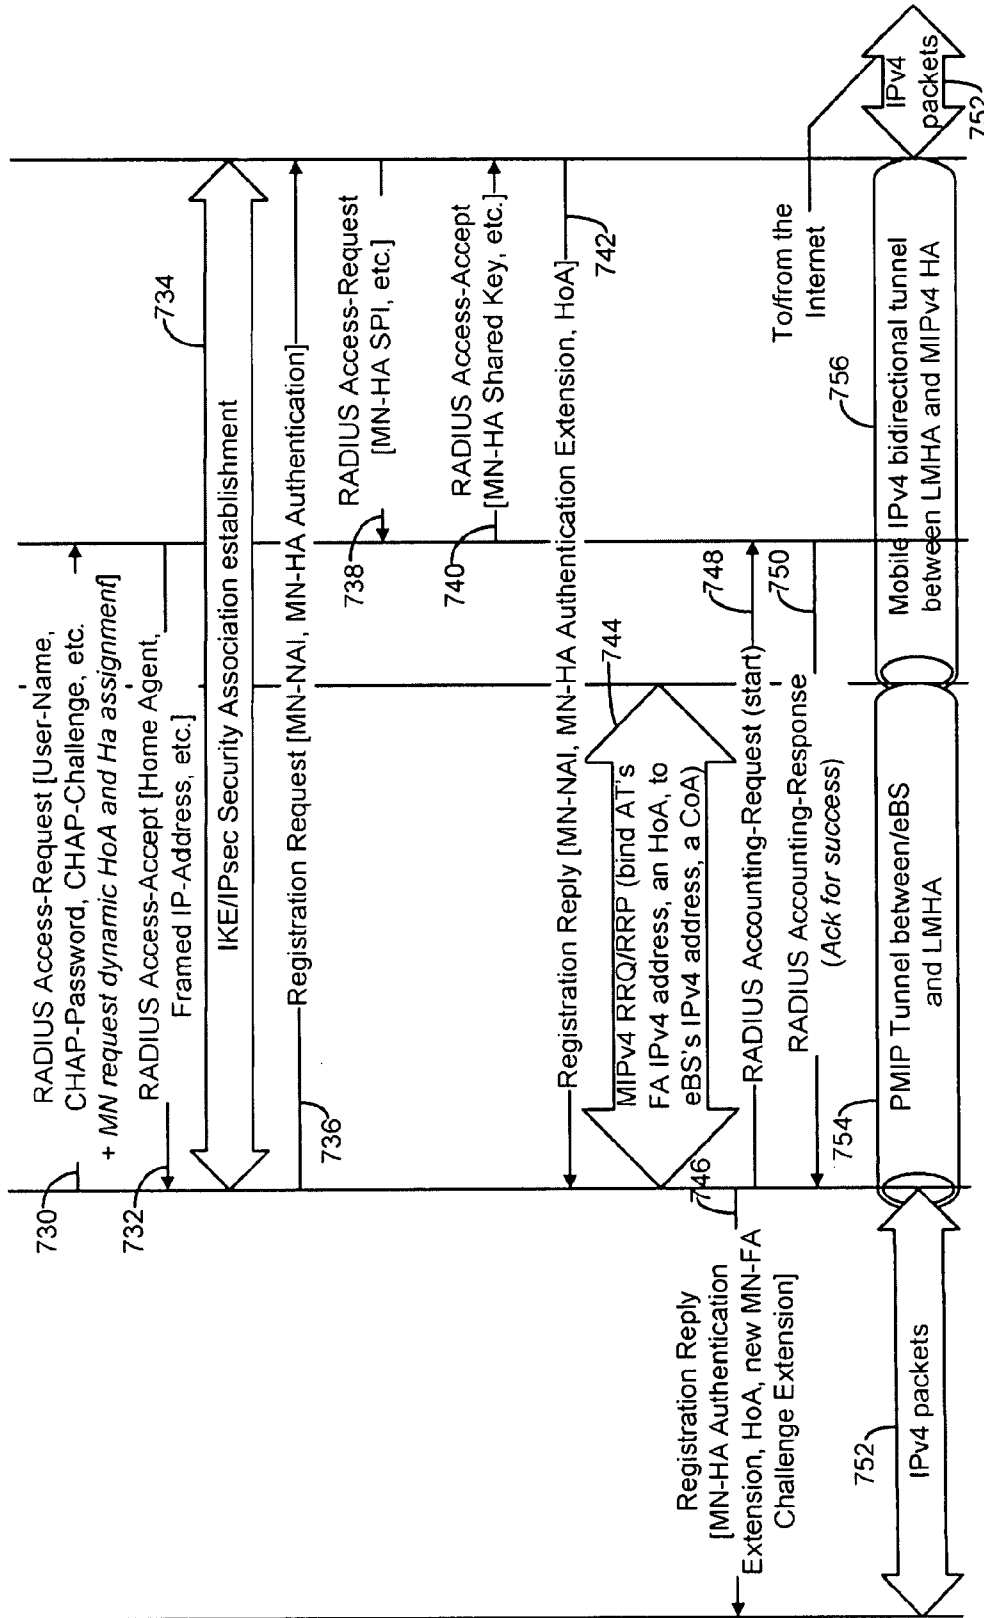 730
RADIUS Access-Request [User-Name,
CHAP-Password, CHAP-Challenge, etc.
+ MN request dynamic HoA and Ha assignment]
732
RADIUS Access-Accept [Home Agent,
Framed IP-Address, etc.]
734
IKE/IPsec Security Association establishment
736
Registration Request [MN-NAI, MN-HA Authentication]
738
RADIUS Access-Request
[MN-HA SPI, etc.]
740
RADIUS Access-Accept
[MN-HA Shared Key, etc.]
Registration Reply [MN-NAI, MN-HA Authentication Extension, HoA]
742
744
MIPv4 RRQ/RRP (bind AT's
FA IPv4 address, an HoA, to
eBS's IPv4 address, a CoA)
746
Registration Reply
[MN-HA Authentication
Extension, HoA, new MN-FA
Challenge Extension]
RADIUS Accounting-Request (start)
748
RADIUS Accounting-Response
(Ack for success)
750
To/from the
Internet
752
IPv4 packets
754
PMIP Tunnel between/eBS
and LMHA
756
Mobile IPv4 bidirectional tunnel
between LMHA and MIPv4 HA
IPv4
packets
752